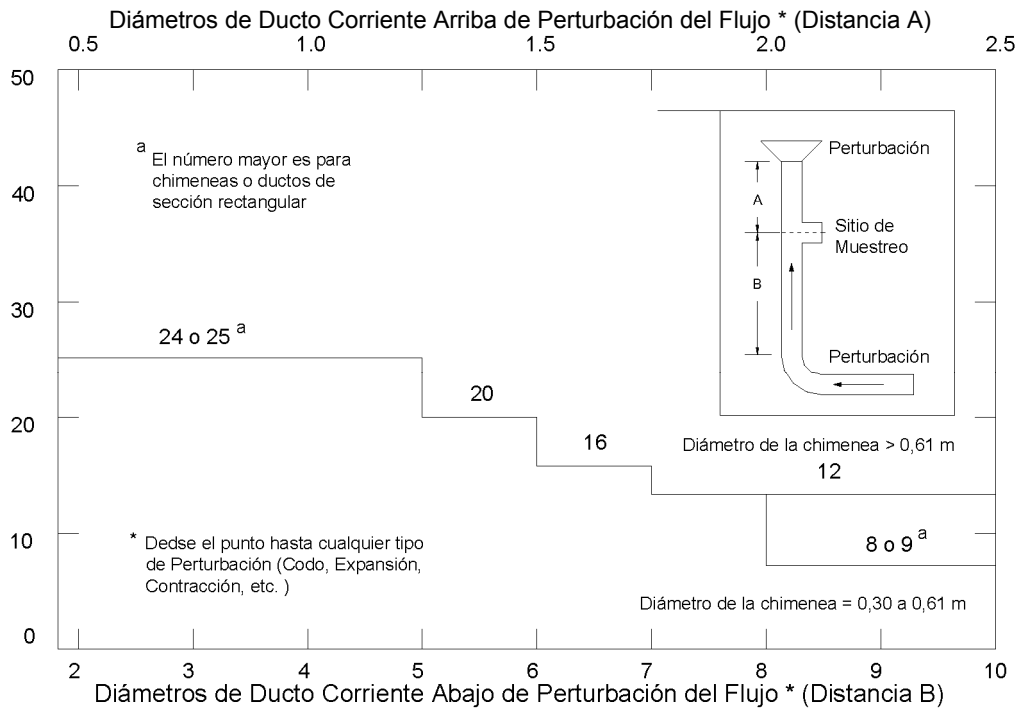 Diámetros de Ducto Corriente Arriba de Perturbación del Flujo * (Distancia A)
0.5 1.0 1.5 2.0 2.5
50
40
30
20
10
0
a El número mayor es para
chimeneas o ductos de
sección rectangular
Perturbación
A
Sitio de
Muestreo
B
Perturbación
24 o 25 a
20
16
Diámetro de la chimenea > 0,61 m
12
8 o 9 a
* Dedse el punto hasta cualquier tipo
de Perturbación (Codo, Expansión,
Contracción, etc. )
Diámetro de la chimenea = 0,30 a 0,61 m
2 3 4 5 6 7 8 9 10
Diámetros de Ducto Corriente Abajo de Perturbación del Flujo * (Distancia B)